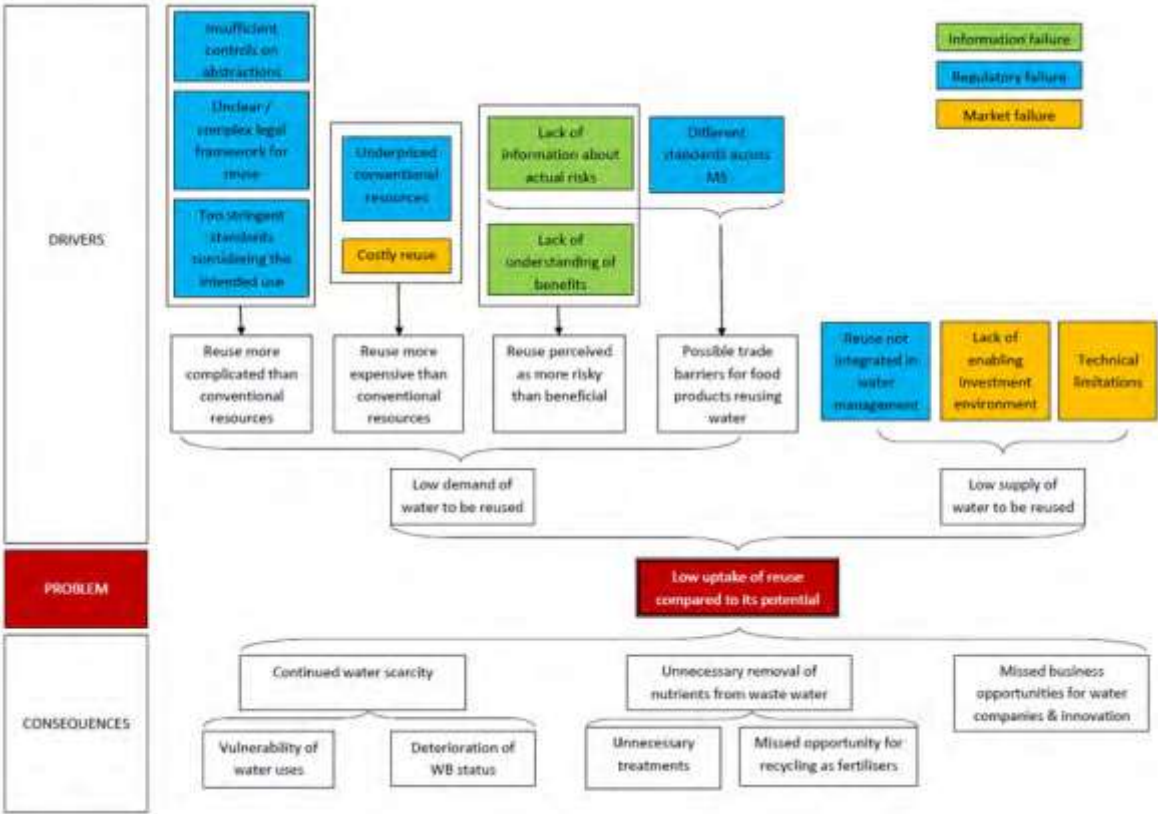 Insufficient
controls on
abstractions
Unclear/
complex legal
framework for
reuse
Too stringent
standards
considering the
intended use
Underpriced
conventional
resources
Costly reuse
Lack of
information about
actual risks
Lack of
understanding of
benefits
Different
standards across
MS
Information failure
Regulatory failure
Market failure
DRIVERS
Reuse more
complicated than
conventional
resources
Reuse more
expensive than
conventional
resources
Reuse perceived
as more risky
than beneficial
Possible trade
barriers for food
products reusing
water
Reuse not
integrated in
water
management
Lack of
enabling
investment
environment
Technical
limitations
Low demand of
water to be reused
Low supply of
water to be reused
PROBLEM
Low uptake of reuse
compared to its potential
CONSEQUENCES
Continued water scarcity
Unnecessary removal of
nutrients from waste water
Missed business
opportunities for water
companies & innovation
Vulnerability of
water uses
Deterioration of
WB status
Unnecessary
treatments
Missed opportunity for
recycling as fertilisers